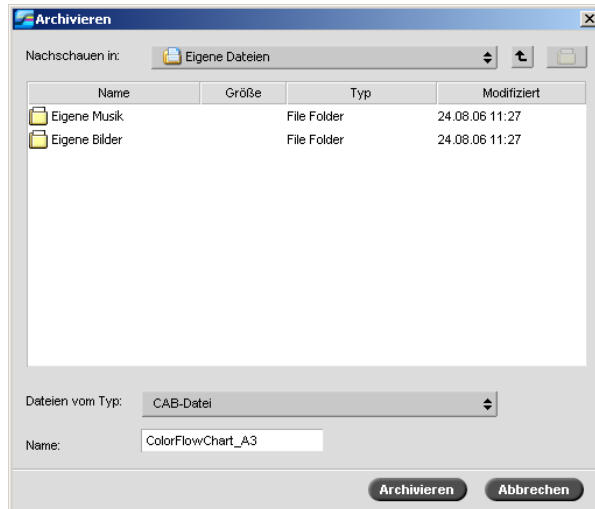 Archivieren
Nachschauen in: Eigene Dateien
Name Größe Typ Modifiziert
Eigene Musik File Folder 24.08.06 11:27
Eigene Bilder File Folder 24.08.06 11:27
Dateien vom Typ: CAB-Datei
Name: ColorFlowChart_A3
Archivieren Abbrechen